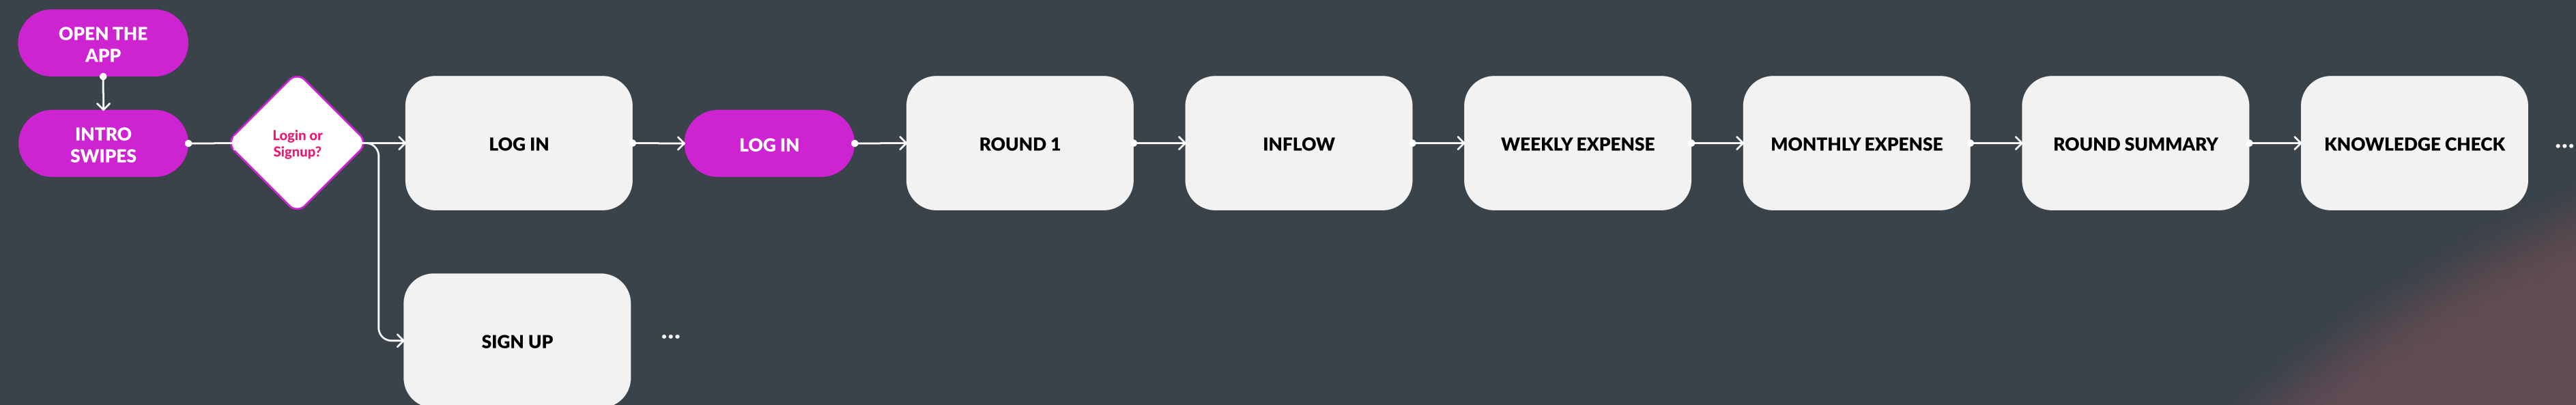 OPEN THE
APP
INTRO
SWIPES
Login or
Signup?
LOG IN
LOG IN
ROUND 1
INFLOW
WEEKLY EXPENSE
MONTHLY EXPENSE
ROUND SUMMARY
KNOWLEDGE CHECK
...
SIGN UP
...